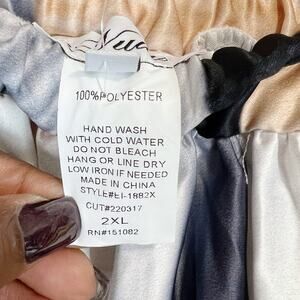 100%POLYESTER
HAND WASH
WITH COLD WATER
DO NOT BLEACH
HANG OR LINE DRY
LOW IRON IF NEEDED
MADE IN CHINA
STYLE#EI-1882X
CUT#220317
2XL
RN#151082